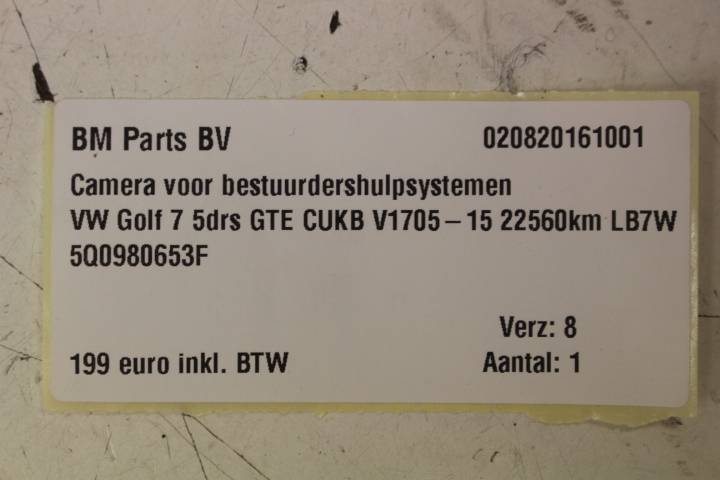 BM Parts BV 020820161001
Camera voor bestuurdershulpsystemen
VW Golf 7 5drs GTE CUKB V1705-15 22560km LB7W
5Q0980653F
Verz: 8
199 euro inkl. BTW Aantal: 1